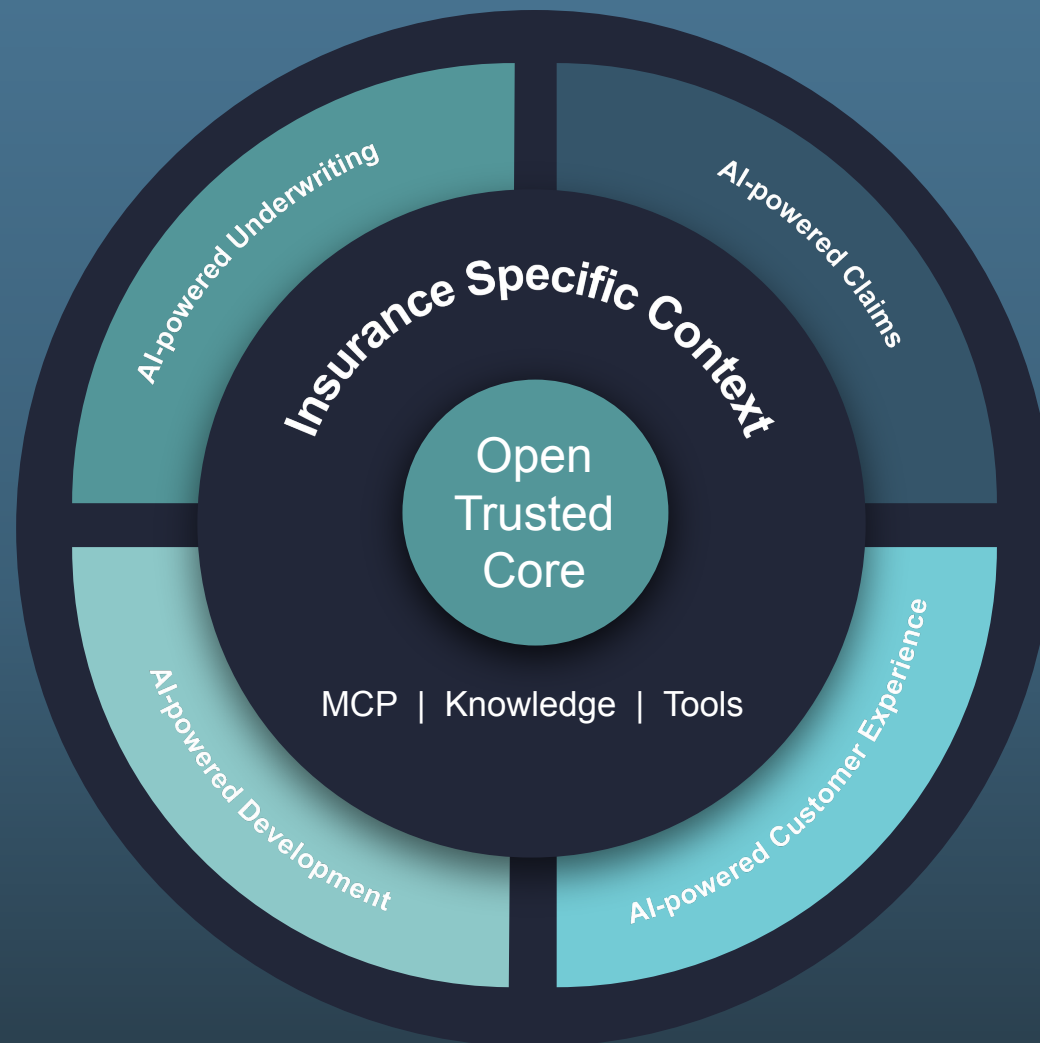 AI-powered Underwriting
AI-powered Claims
Insurance Specific Context
Open
Trusted
Core
MCP | Knowledge | Tools
AI-powered Development
AI-powered Customer Experience